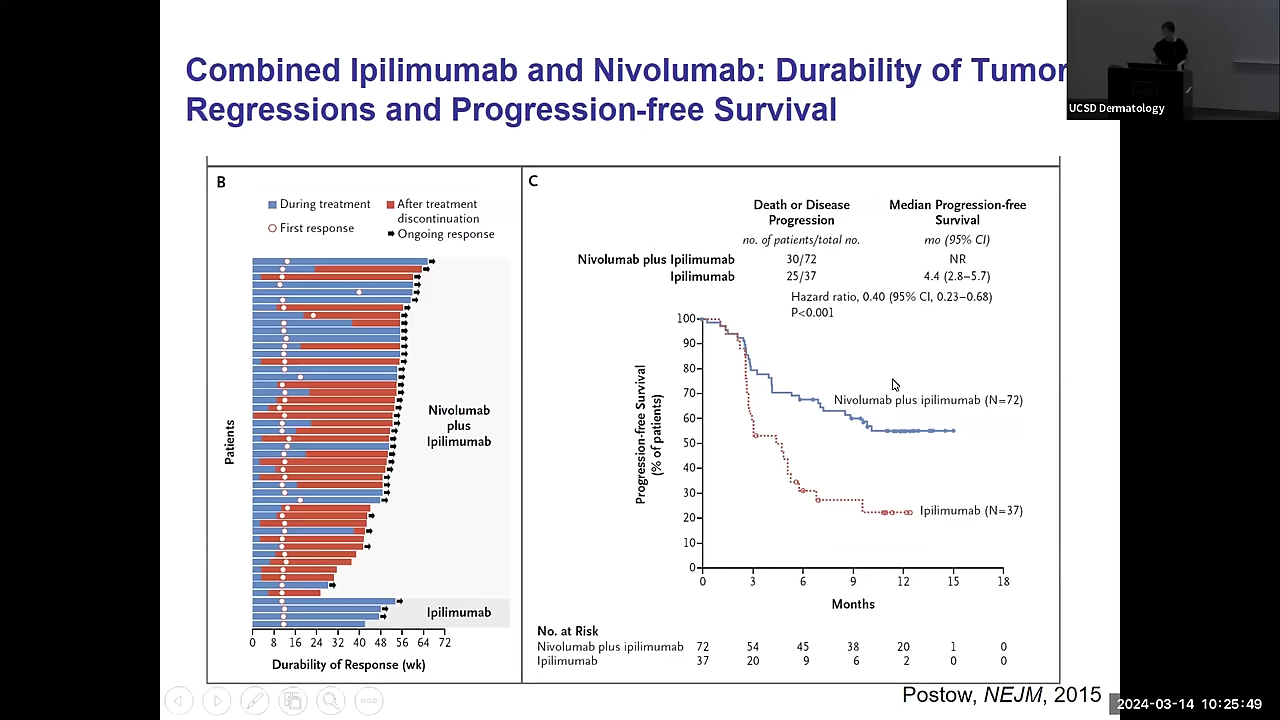 Combined Ipilimumab and Nivolumab: Durability of Tumor
Regressions and Progression-free Survival
UCSD Dermatology
B
During treatment
After treatment
discontinuation
First response
Ongoing response
Patients
Nivolumab
plus
Ipilimumab
Ipilimumab
0 8 16 24 32 40 48 56 64 72
Durability of Response (wk)
C
Death or Disease
Progression
Median Progression-free
Survival
no. of patients/total no.
mo (95% CI)
Nivolumab plus Ipilimumab 30/72 NR
Ipilimumab 25/37 4.4 (2.8–5.7)
Hazard ratio, 0.40 (95% CI, 0.23–0.68)
P<0.001
Progression-free Survival
(% of patients)
100
90
80
70
60
50
40
30
20
10
0
Nivolumab plus ipilimumab (N=72)
Ipilimumab (N=37)
0 3 6 9 12 15 18
Months
No. at Risk
Nivolumab plus ipilimumab 72 54 45 38 20 1 0
Ipilimumab 37 20 9 6 2 0 0
Postow, NEJM, 2015
2024-03-14 10:25:49